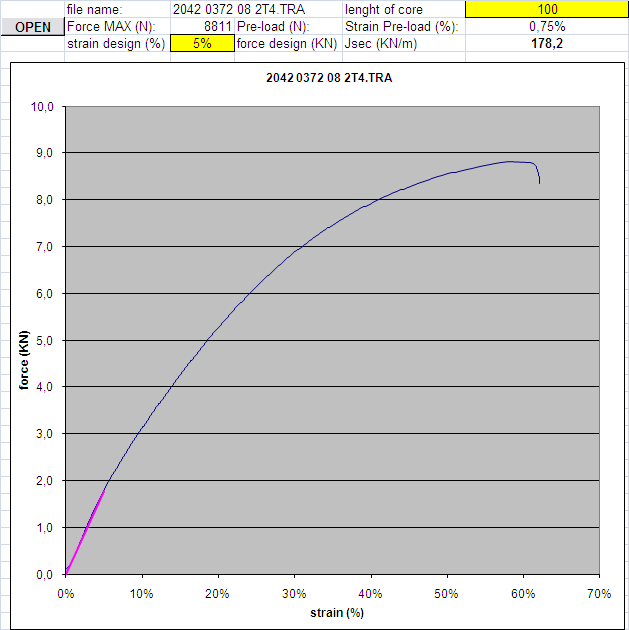 file name: 2042 0372 08 2T4.TRA lenght of core 100
OPEN Force MAX (N): 8811 Pre-load (N): Strain Pre-load (%): 0,75%
strain design (%) 5% force design (KN) Jsec (KN/m) 178,2
2042 0372 08 2T4.TRA
10,0
9,0
8,0
7,0
6,0
5,0
4,0
3,0
2,0
1,0
0,0
force (KN)
0% 10% 20% 30% 40% 50% 60% 70%
strain (%)